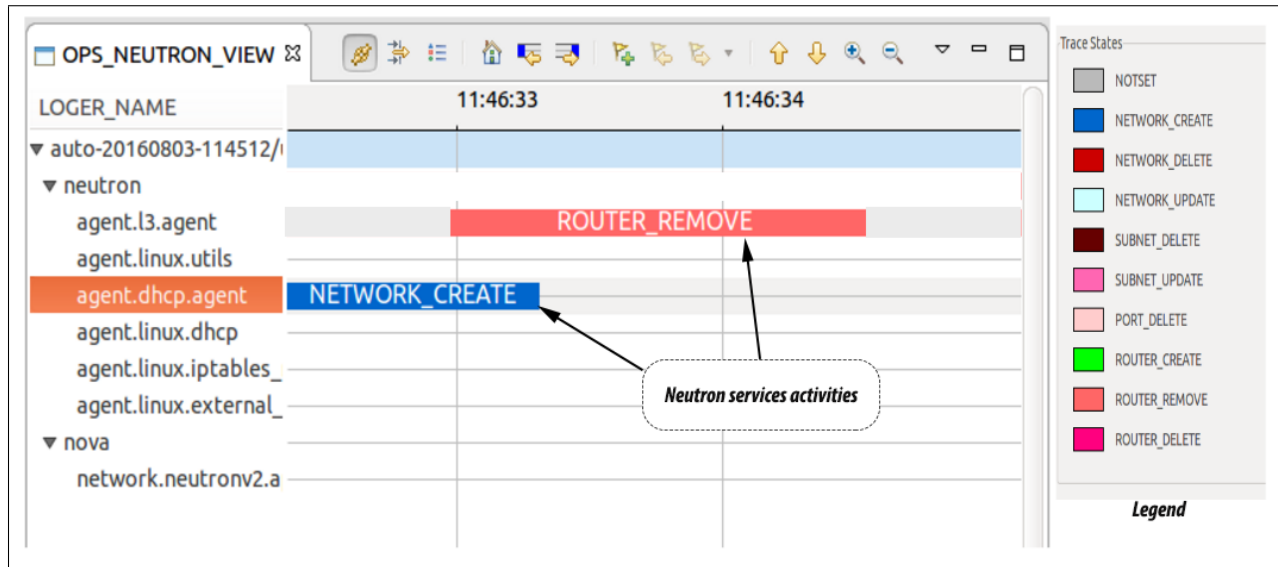 OPS_NEUTRON_VIEW
LOGER_NAME
11:46:33 11:46:34
auto-20160803-114512/
neutron
agent.l3.agent
ROUTER_REMOVE
agent.linux.utils
agent.dhcp.agent
NETWORK_CREATE
agent.linux.dhcp
agent.linux.iptables_
agent.linux.external_
nova
network.neutronv2.a
Neutron services activities
Trace States
NOTSET
NETWORK_CREATE
NETWORK_DELETE
NETWORK_UPDATE
SUBNET_DELETE
SUBNET_UPDATE
PORT_DELETE
ROUTER_CREATE
ROUTER_REMOVE
ROUTER_DELETE
Legend